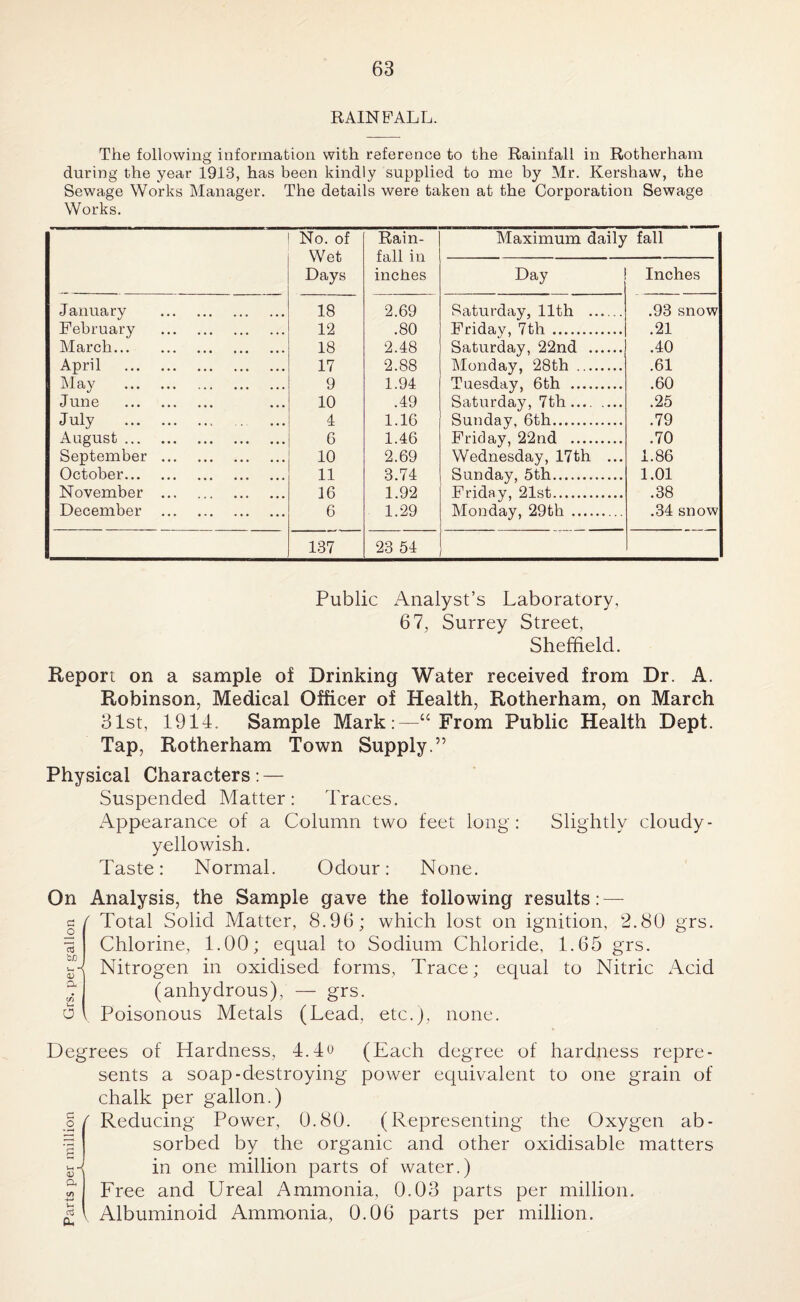 63
RAINFALL.
The following information with reference to the Rainfall in Rotherham
during the year 1913, has been kindly supplied to me by Mr. Kershaw, the
Sewage Works Manager. The details were taken at the Corporation Sewage
Works.
No. of Wet Days | Rain-fall in inches | Maximum daily fall
Day | Inches
January ... ... ... ... 18 2.69 Saturday, 11th ...... .93 snow
February ... ... ... ... 12 .80 Friday, 7th ............ .21
March... ... ... ... ... 18 2.48 Saturday, 22nd ...... .40
April ... ... ... ... ... 17 2.88 Monday, 28th ......... .61
May ... ... ... ... ... 9 1.94 Tuesday, 6th ......... .60
June ... ... ... ... 10 .49 Saturday, 7th........ .25
July ... ... ... ... ... 4 1.16 Sunday, 6th............ .79
August ... ... ... ... ... 6 1.46 Friday, 22nd ......... .70
September ... ... ... ... 10 2.69 Wednesday, 17th ... 1.86
October... ... ... ... ... 11 3.74 Sunday, 5th............ 1.01
November ... ... ... ... 16 1.92 Friday, 21st............ .38
December ... ... ... ... 6 1.29 Monday, 29th ......... .34 snow
137 23 54
Public Analyst's Laboratory,
67, Surrey Street,
Sheffield.
Report on a sample of Drinking Water received from Dr. A.
Robinson, Medical Officer of Health, Rotherham, on March
31st, 1914. Sample Mark:—“ From Public Health Dept.
Tap, Rotherham Town Supply.”
Physical Characters:—
Suspended Matter: Traces.
Appearance of a Column two feet long: Slightly cloudy-
yellowish.
Taste: Normal. Odour: None.
On Analysis, the Sample gave the following results:—
Grs. per gallon
Total Solid Matter, 8.96; which lost on ignition, 2.80 grs.
Chlorine, 1.00; equal to Sodium Chloride, 1.65 grs.
Nitrogen in oxidised forms, Trace; equal to Nitric Acid
(anhydrous), — grs.
Poisonous Metals (Lead, etc.), none.
Degrees of Hardness, 4.4o (Each degree of hardness repre-
sents a soap-destroying power equivalent to one grain of
chalk per gallon.)
Parts per million
Reducing Power, 0.80. (Representing the Oxygen ab-
sorbed by the organic and other oxidisable matters
in one million parts of water.)
Free and Ureal Ammonia, 0.03 parts per million.
Albuminoid Ammonia, 0.06 parts per million.